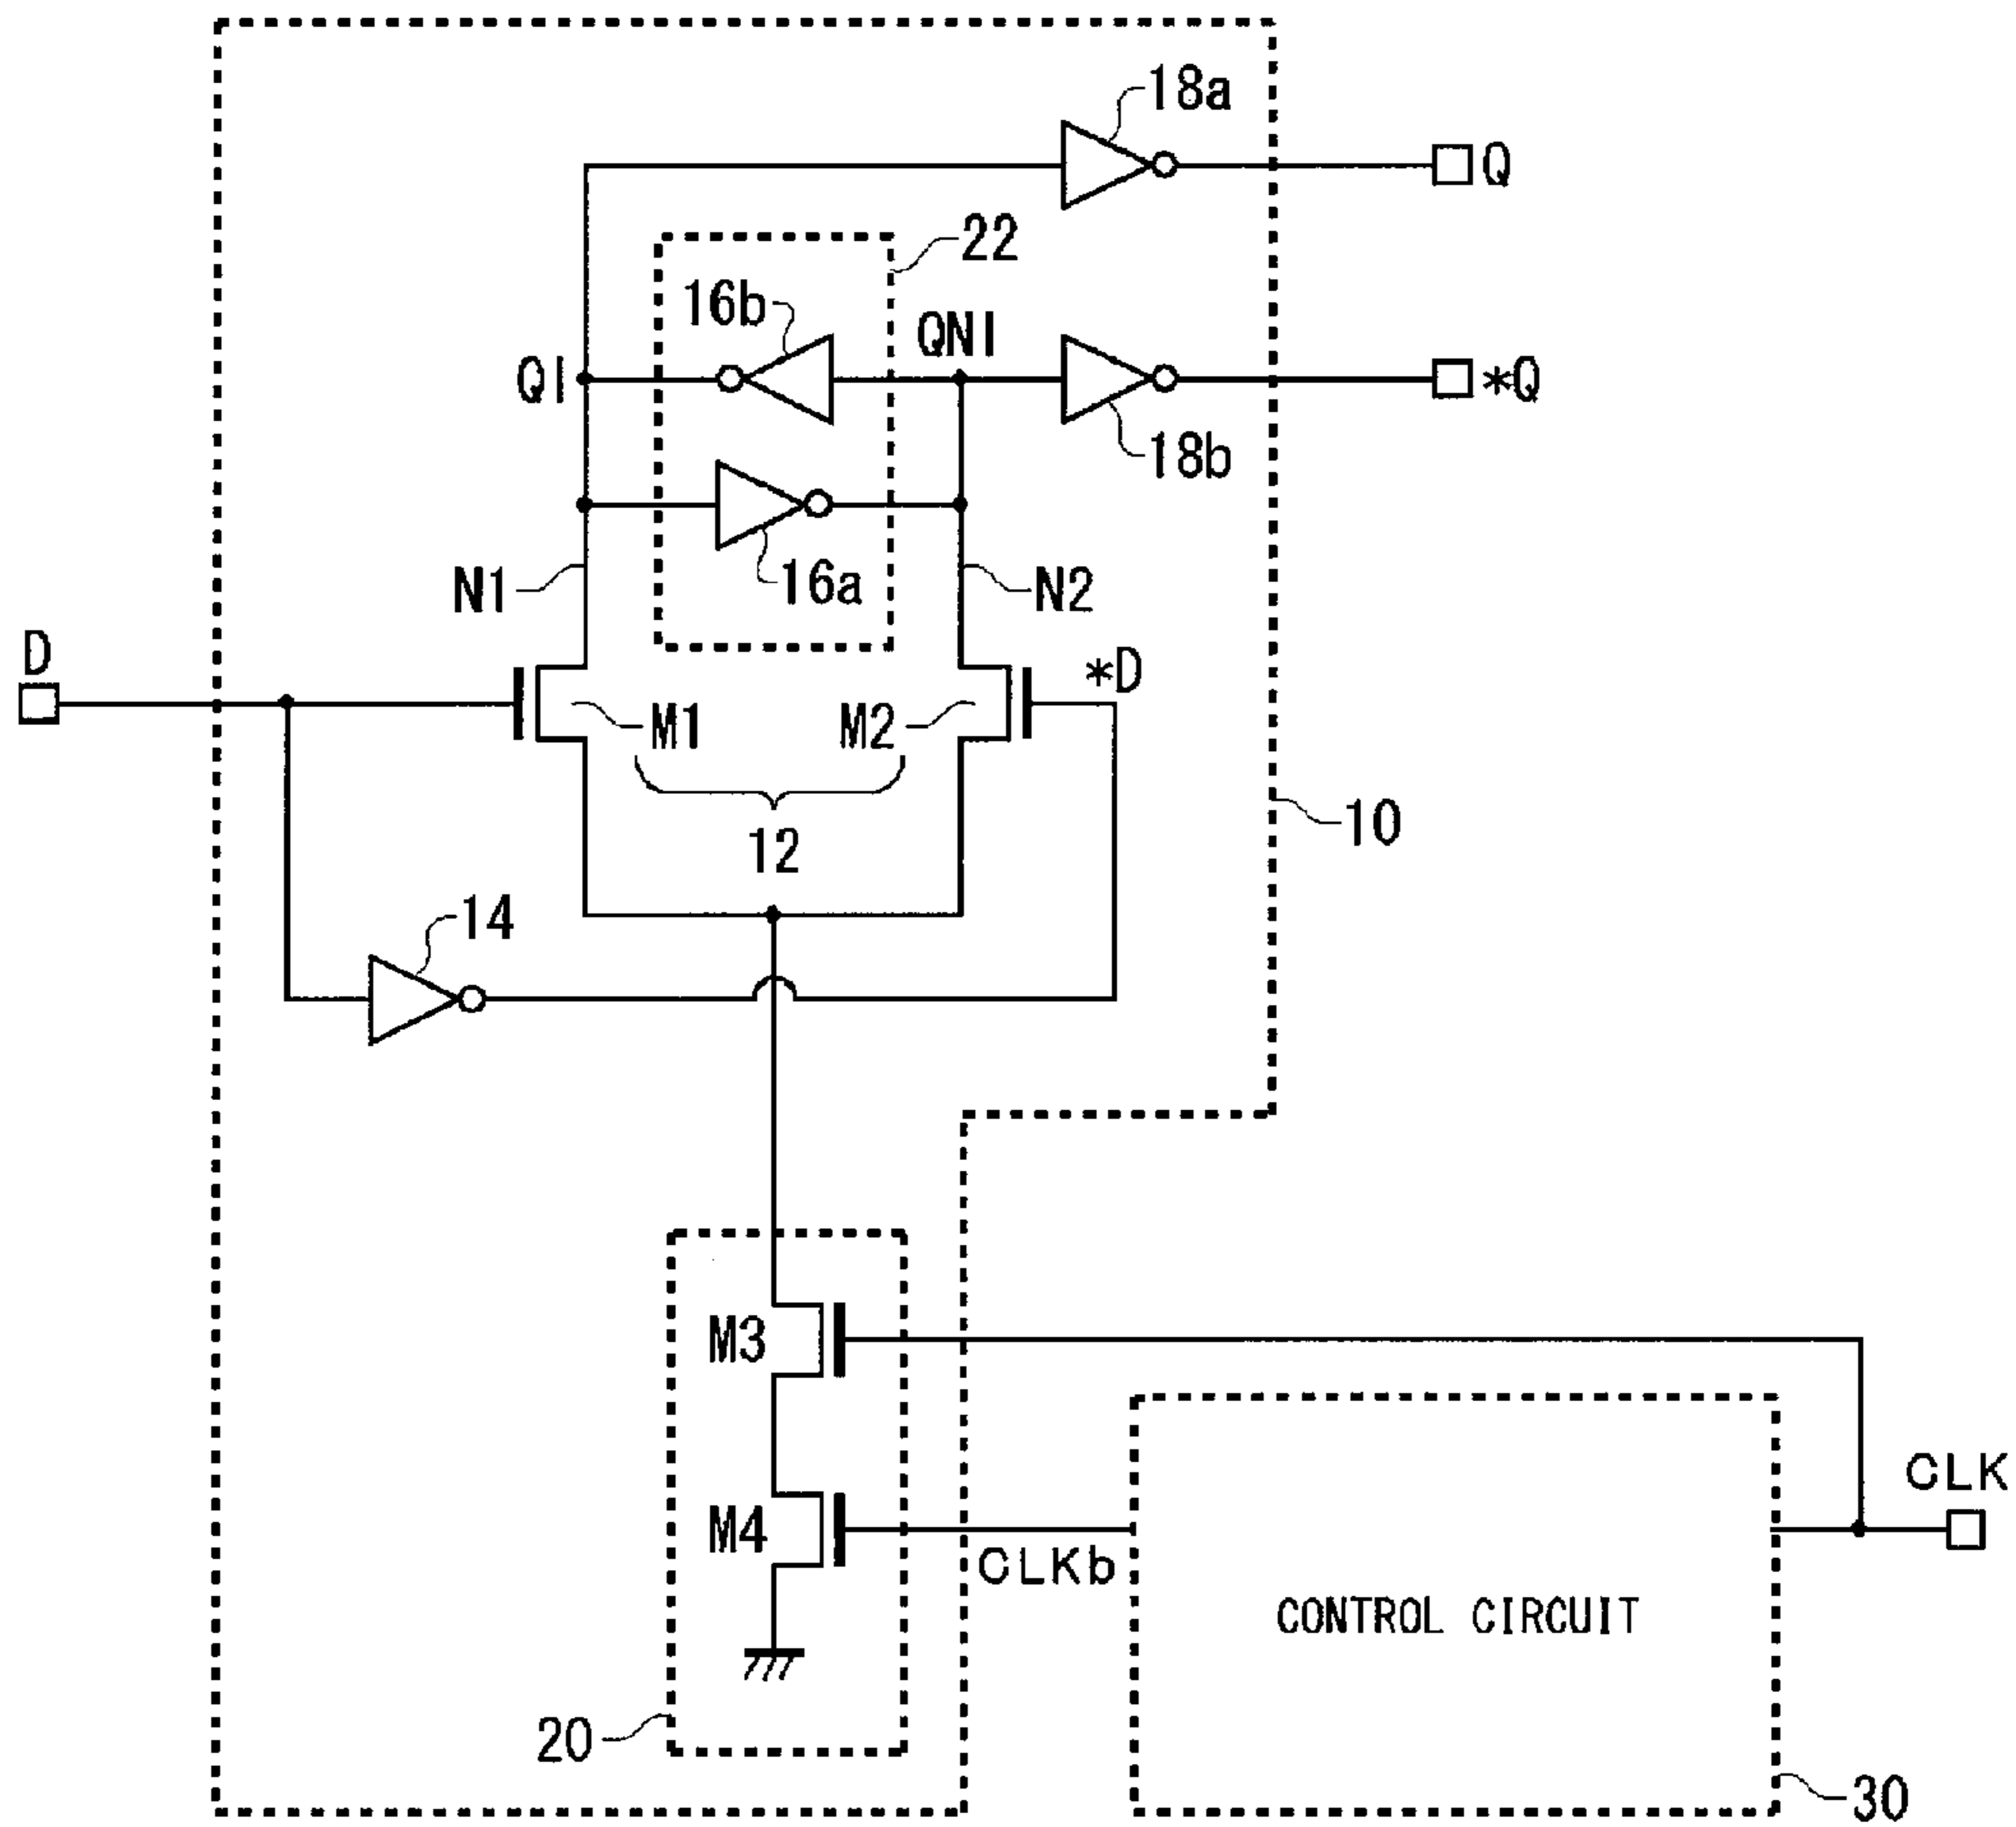 18a
Q
22
16b
QNI
QI
*Q
18b
16a
N1
N2
D
*D
M1
M2
12
10
14
M3
CLK
M4
CLKb
CONTROL CIRCUIT
20
30